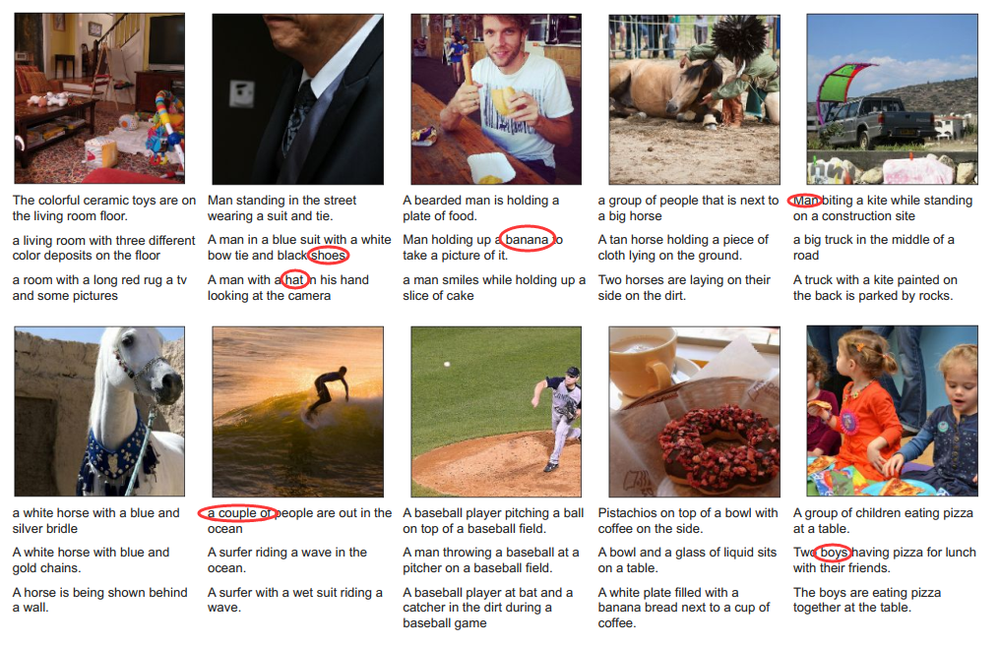 The colorful ceramic toys are on
the living room floor.
a living room with three different
color deposits on the floor
a room with a long red rug a tv
and some pictures
Man standing in the street
wearing a suit and tie.
A man in a blue suit with a white
bow tie and black shoes.
A man with a hat in his hand
looking at the camera
A bearded man is holding a
plate of food.
Man holding up a banana to
take a picture of it.
a man smiles while holding up a
slice of cake
a group of people that is next to
a big horse
A tan horse holding a piece of
cloth lying on the ground.
Two horses are laying on their
side on the dirt.
Man biting a kite while standing
on a construction site
a big truck in the middle of a
road
A truck with a kite painted on
the back is parked by rocks.
a white horse with a blue and
silver bridle
A white horse with blue and
gold chains.
A horse is being shown behind
a wall.
a couple of people are out in the
ocean
A surfer riding a wave in the
ocean.
A surfer with a wet suit riding a
wave.
A baseball player pitching a ball
on top of a baseball field.
A man throwing a baseball at a
pitcher on a baseball field.
A baseball player at bat and a
catcher in the dirt during a
baseball game
Pistachios on top of a bowl with
coffee on the side.
A bowl and a glass of liquid sits
on a table.
A white plate filled with a
banana bread next to a cup of
coffee.
A group of children eating pizza
at a table.
Two boys having pizza for lunch
with their friends.
The boys are eating pizza
together at the table.